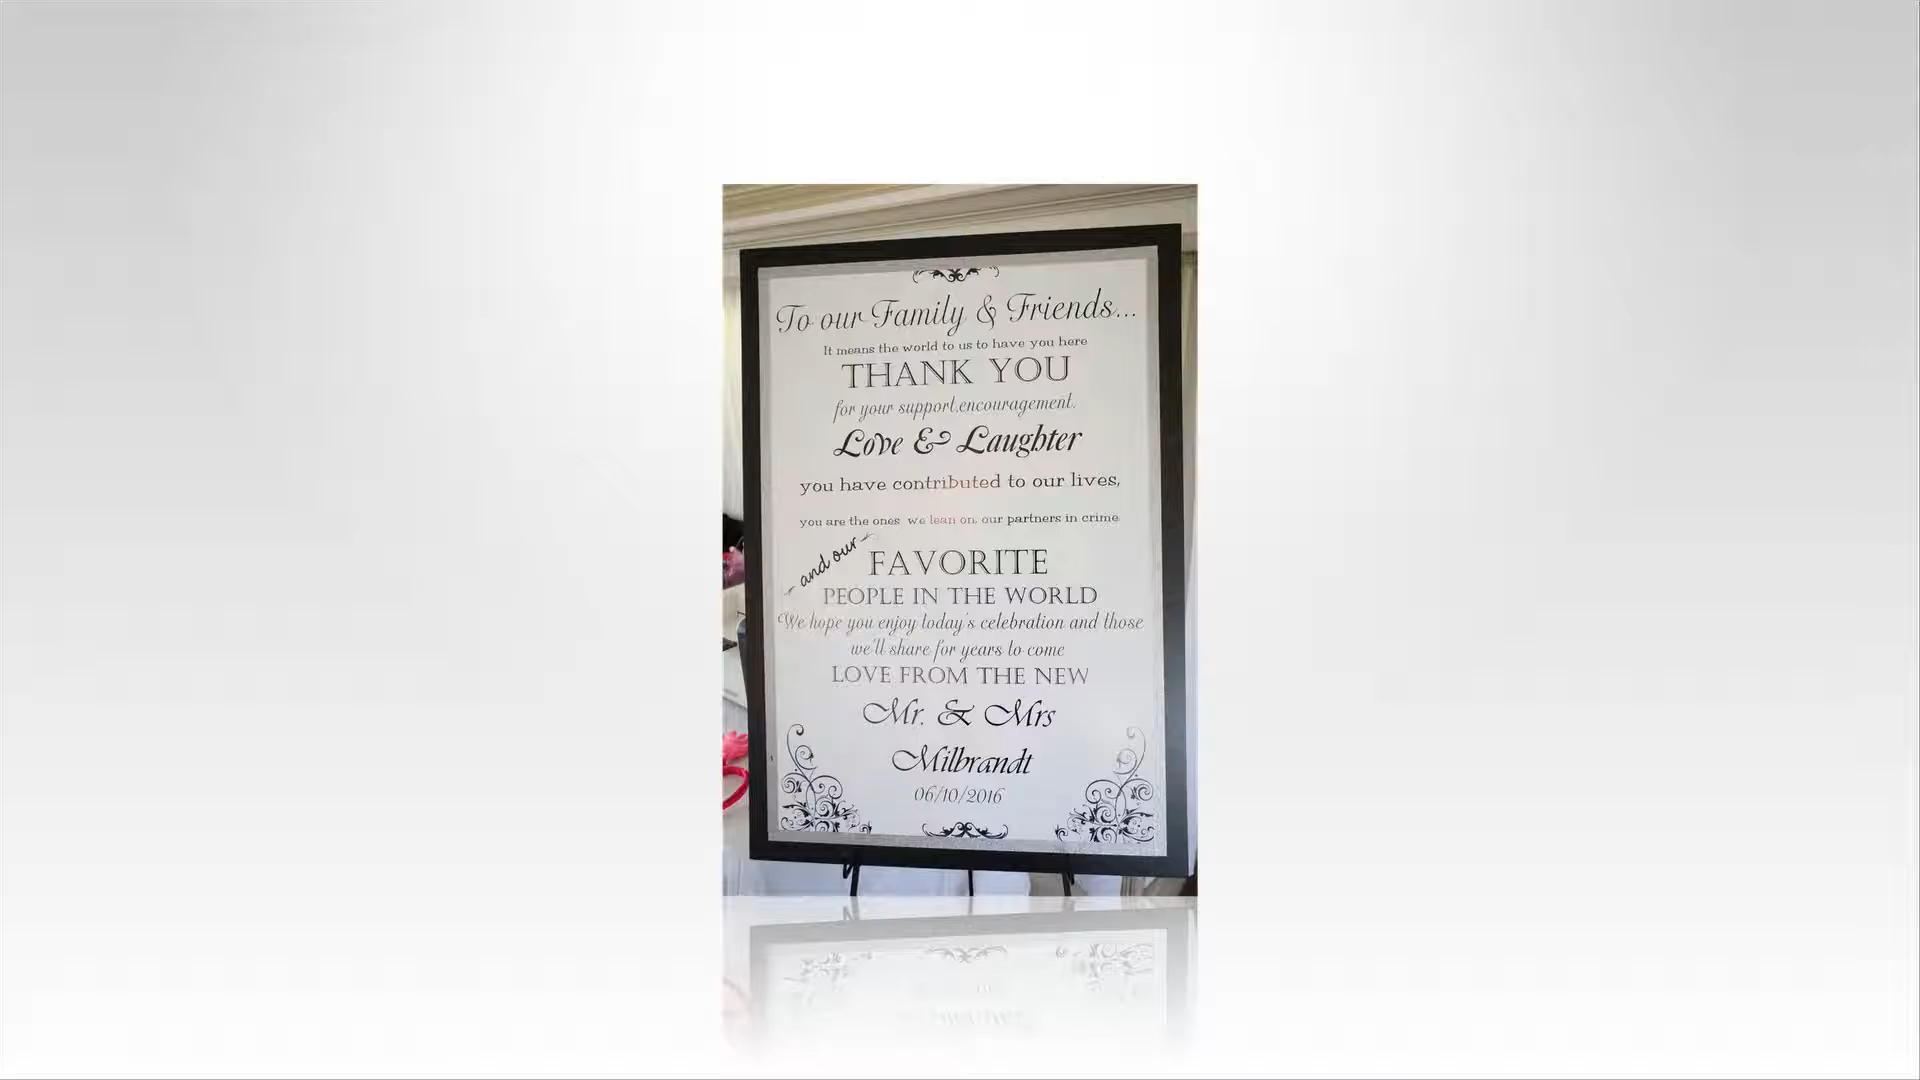 To our Family & Friends...
It means the world to us to have you here
THANK YOU
for your support,encouragement,
Love & Laughter
you have contributed to our lives,
you are the ones we lean on, our partners in crime
and our
FAVORITE
PEOPLE IN THE WORLD
We hope you enjoy today's celebration and those
we'll share for years to come
LOVE FROM THE NEW
Mr. & Mrs
Milbrandt
06/10/2016